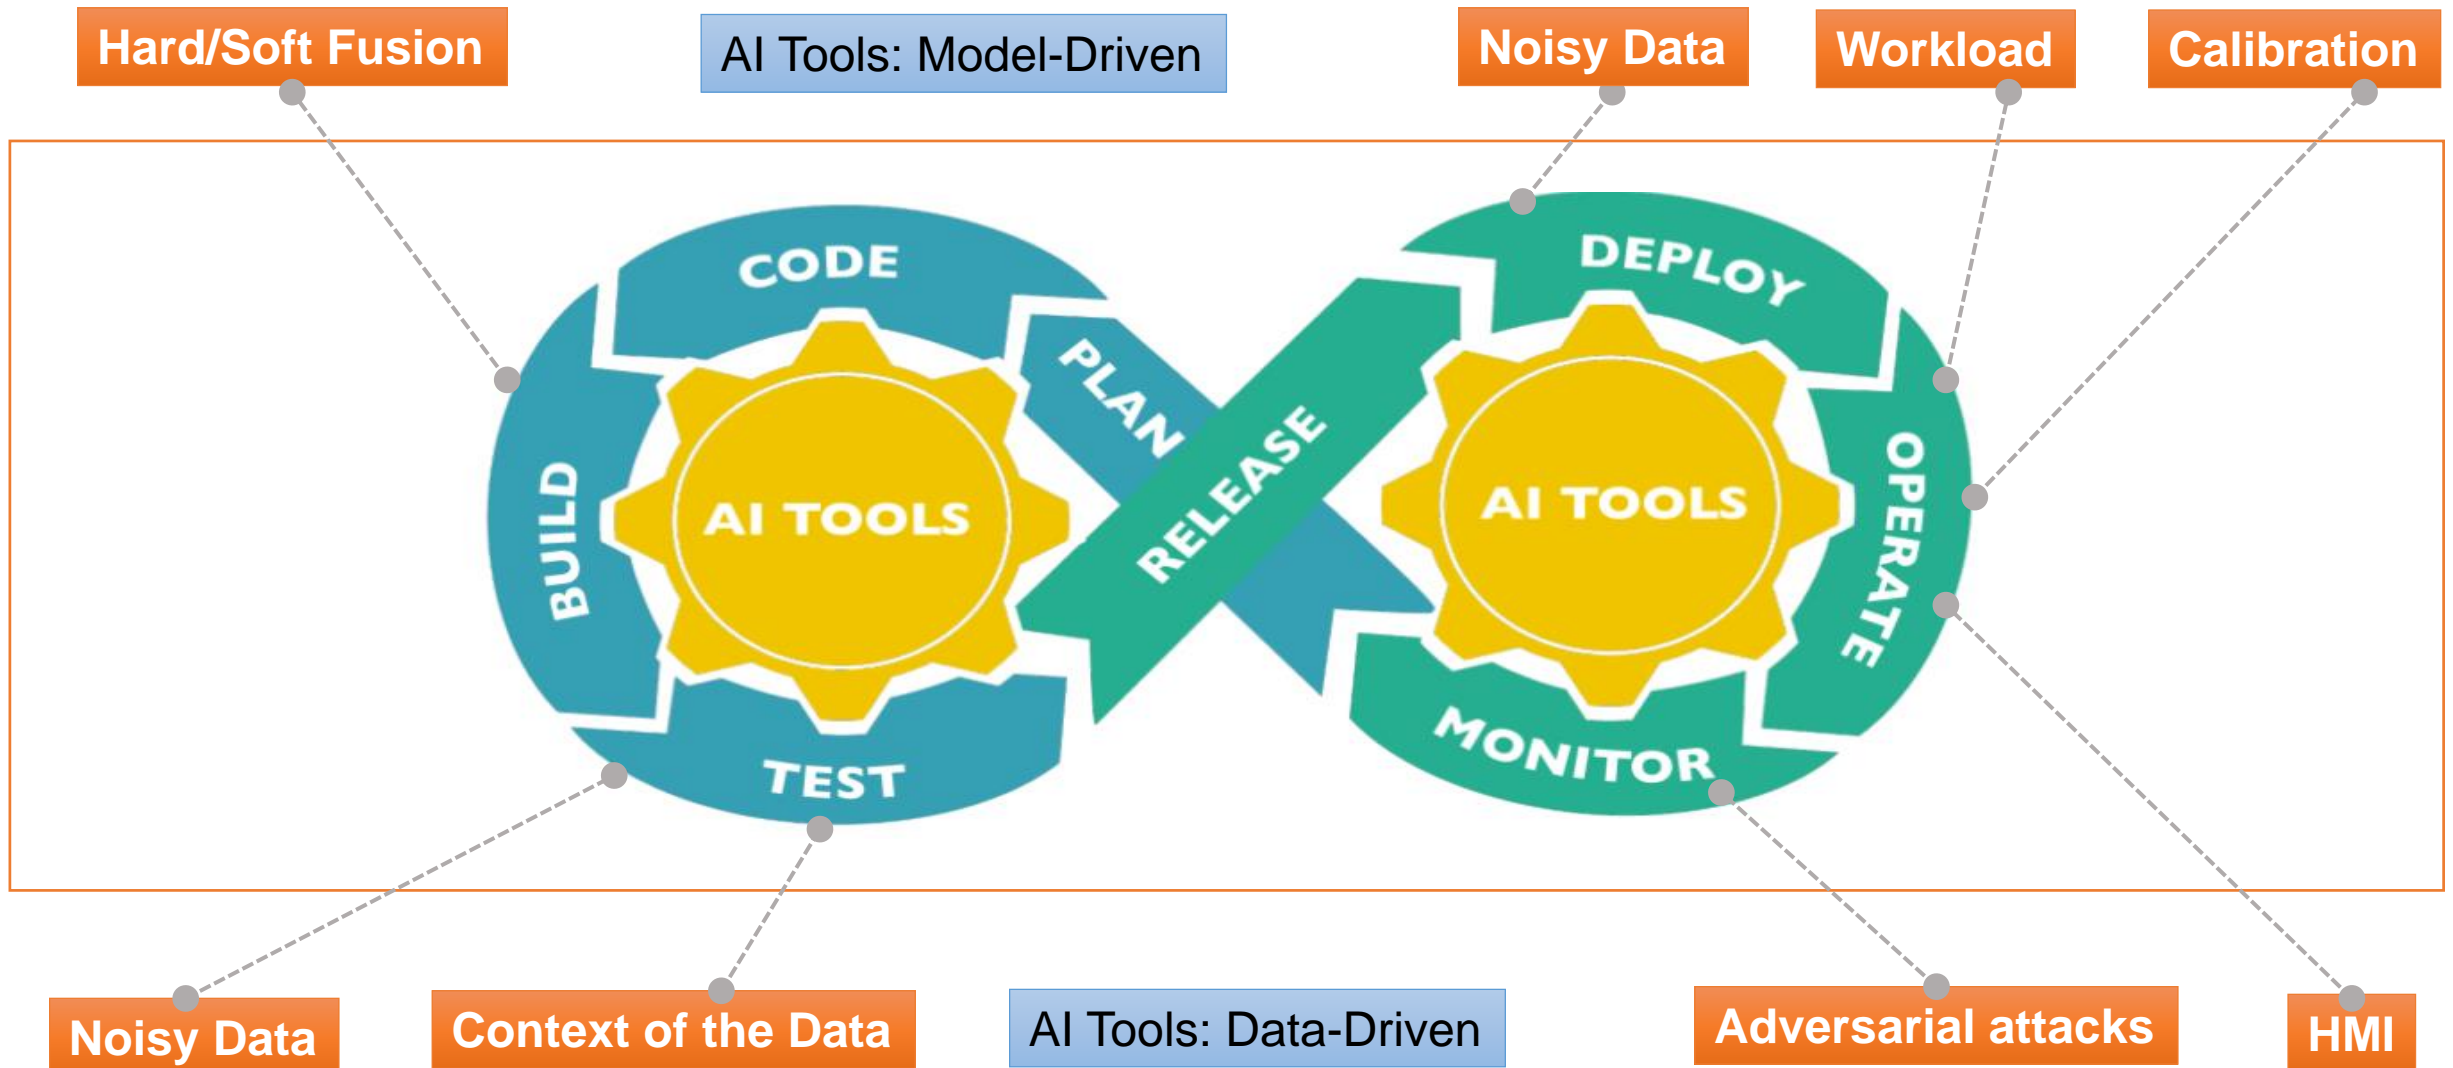 Hard/Soft Fusion
AI Tools: Model-Driven
Noisy Data
Workload
Calibration
CODE
DEPLOY
PLAN
RELEASE
BUILD
AI TOOLS
AI TOOLS
OPERATE
TEST
MONITOR
Noisy Data
Context of the Data
AI Tools: Data-Driven
Adversarial attacks
HMI